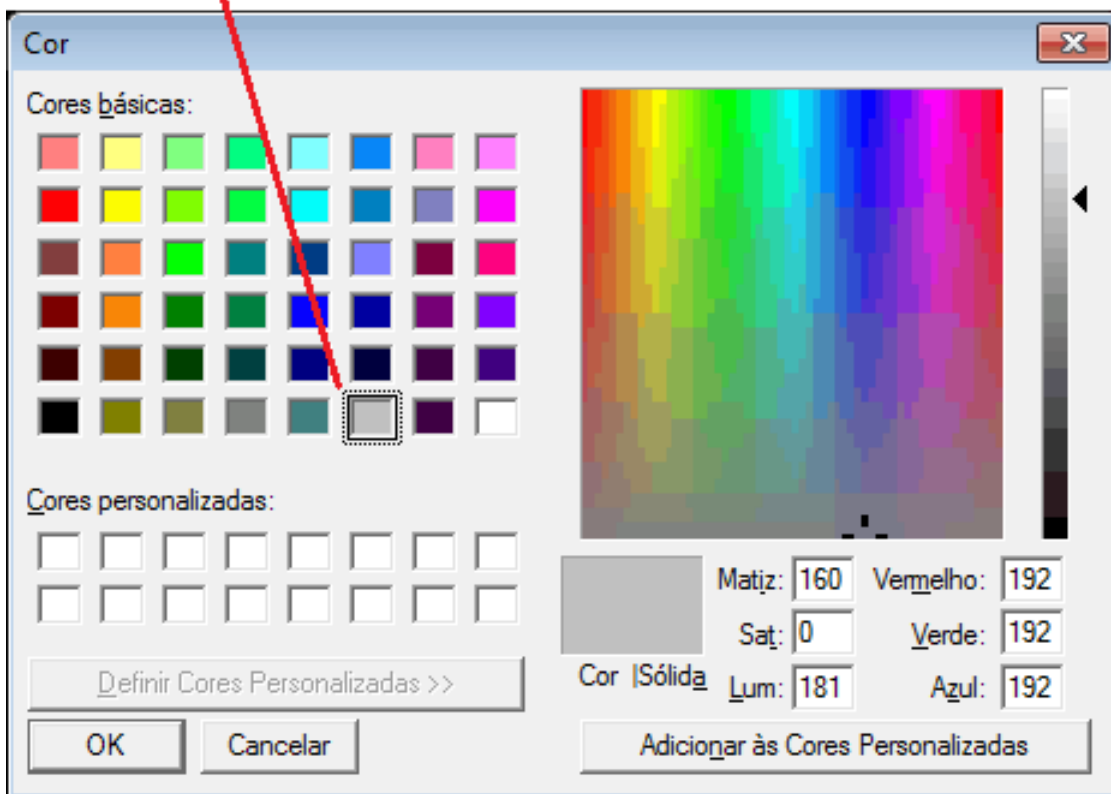 Cor
Cores básicas:
Cores personalizadas:
Definir Cores Personalizadas >>
OK Cancelar
Matiz: 160 Vermelho: 192
Sat: 0 Verde: 192
Cor |Sólida Lum: 181 Azul: 192
Adicionar às Cores Personalizadas